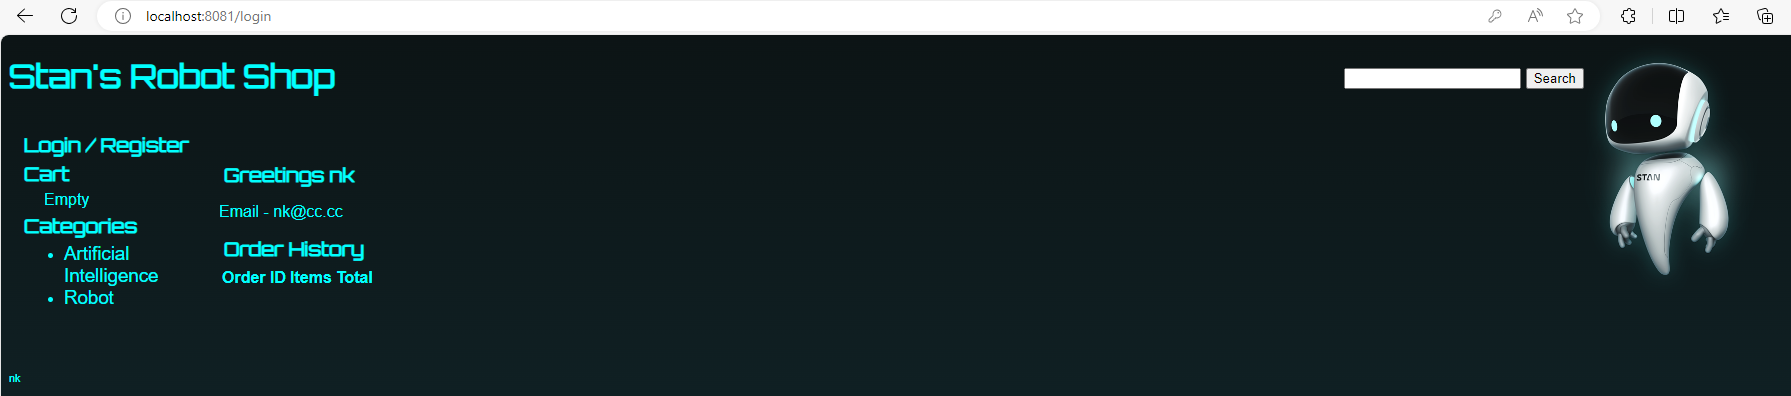 localhost:8081/login
Stan's Robot Shop
Search
STAN
Login / Register
Cart
Empty
Categories
• Artificial
Intelligence
• Robot
Greetings nk
Email - nk@cc.cc
Order History
Order ID Items Total
nk